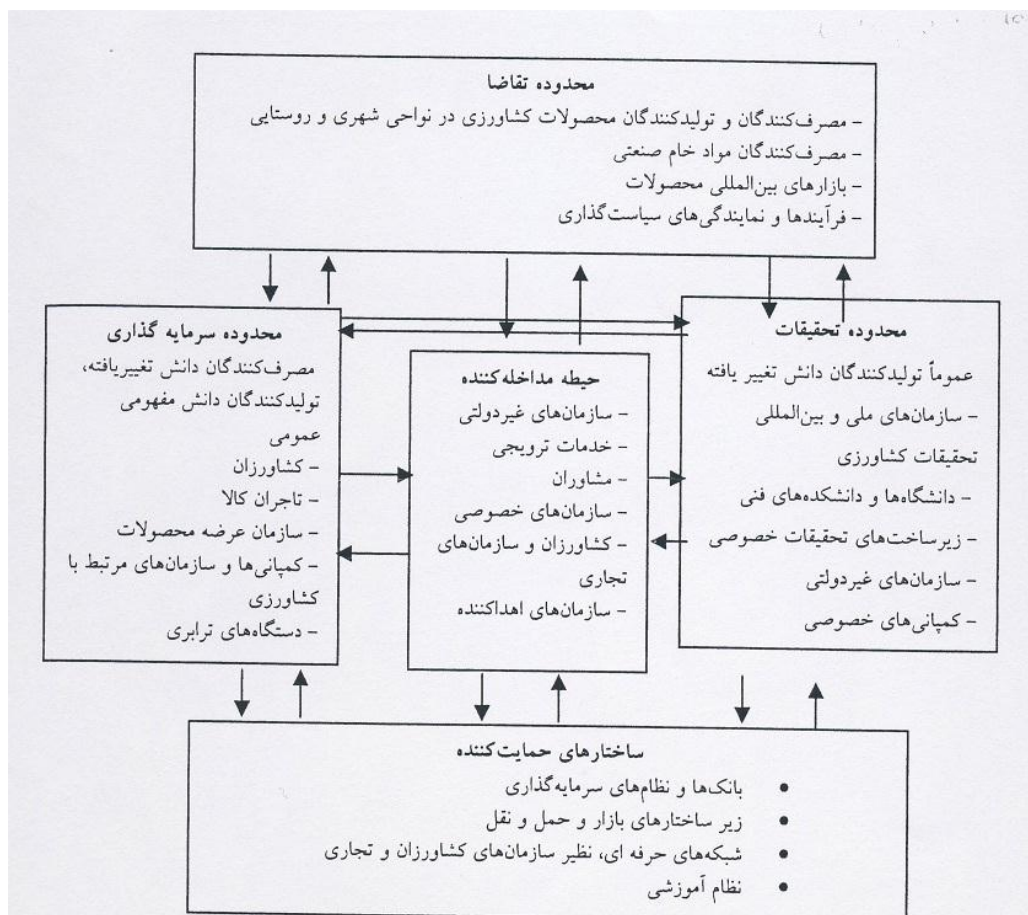 محدوده تقاضا
- مصرف‌کنندگان و تولیدکنندگان محصولات کشاورزی در نواحی شهری و روستایی
- مصرف‌کنندگان مواد خام صنعتی
- بازارهای بین‌المللی محصولات
- فرآیندها و نمایندگی‌های سیاست‌گذاری
محدوده تحقیقات
عموماً تولیدکنندگان دانش تغییر یافته
- سازمان‌های ملی و بین‌المللی
تحقیقات کشاورزی
- دانشگاه‌ها و دانشکده‌های فنی
- زیرساخت‌های تحقیقات خصوصی
- سازمان‌های غیردولتی
- کمپانی‌های خصوصی
حیطه مداخله‌کننده
- سازمان‌های غیردولتی
- خدمات ترویجی
- مشاوران
- سازمان‌های خصوصی
- کشاورزان و سازمان‌های
تجاری
- سازمان‌های اهداکننده
محدوده سرمایه گذاری
مصرف‌کنندگان دانش تغییریافته،
تولیدکنندگان دانش مفهومی
عمومی
- کشاورزان
- تاجران کالا
- سازمان عرضه محصولات
- کمپانی‌ها و سازمان‌های مرتبط با
کشاورزی
- دستگاه‌های ترابری
ساختارهای حمایت‌کننده
• بانک‌ها و نظام‌های سرمایه‌گذاری
• زیر ساختارهای بازار و حمل و نقل
• شبکه‌های حرفه ای، نظیر سازمان‌های کشاورزان و تجاری
• نظام آموزشی